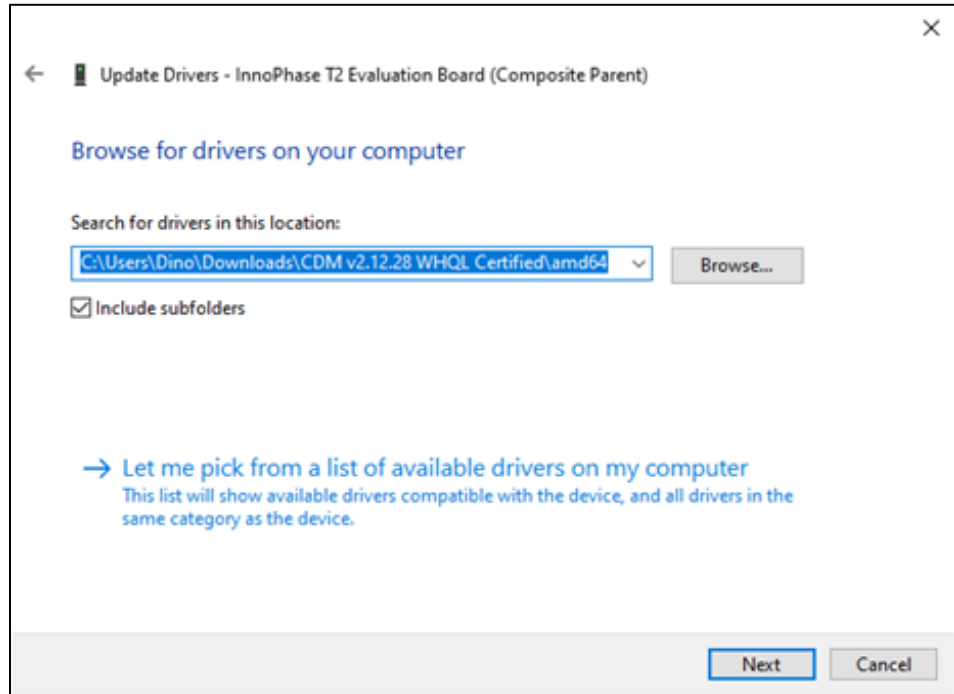 Update Drivers - InnoPhase T2 Evaluation Board (Composite Parent)
Browse for drivers on your computer
Search for drivers in this location:
C:\Users\Dino\Downloads\CDM v2.12.28 WHQL Certified\amd64
Browse...
Include subfolders
Let me pick from a list of available drivers on my computer
This list will show available drivers compatible with the device, and all drivers in the
same category as the device.
Next
Cancel